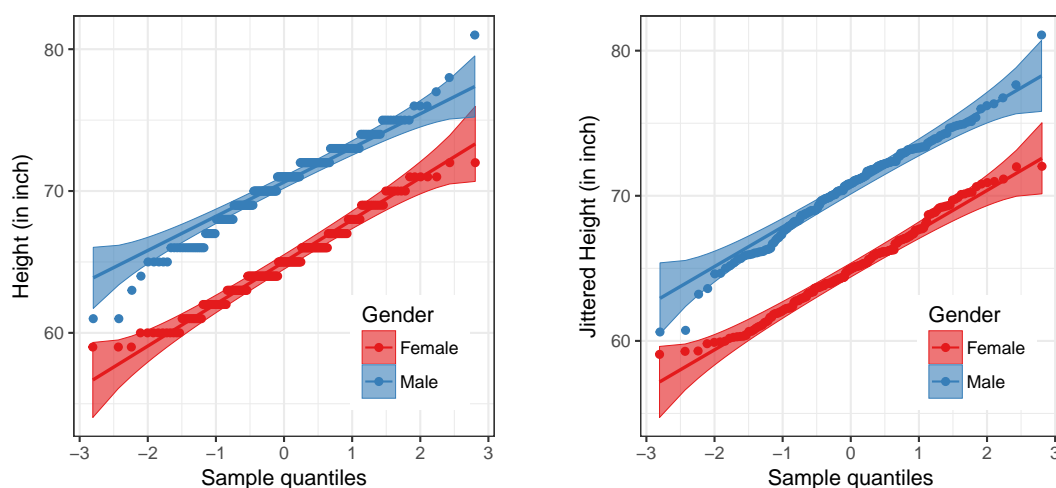 80
70
60
Height (in inch)
Gender
Female
Male
−3 −2 −1 0 1 2 3
Sample quantiles
80
70
60
Jittered Height (in inch)
Gender
Female
Male
−3 −2 −1 0 1 2 3
Sample quantiles